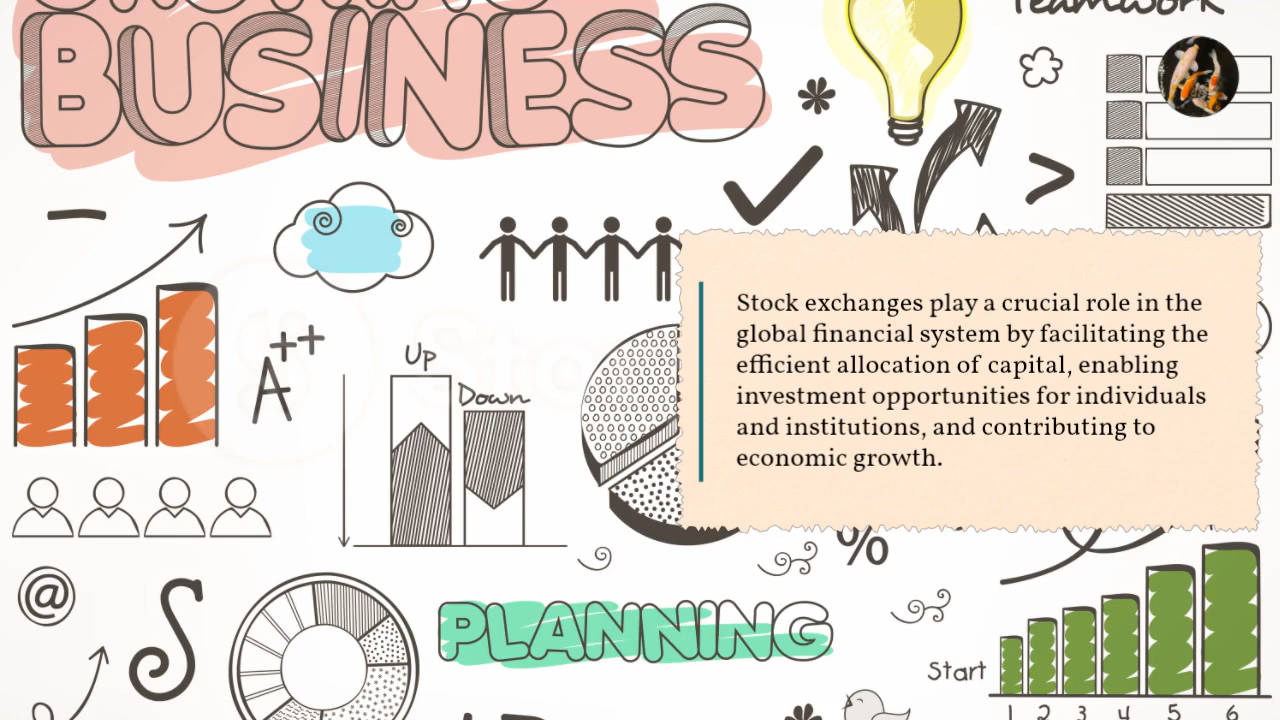 BUSINESS
Teamwork
A++
Up
Down
Stock exchanges play a crucial role in the
global financial system by facilitating the
efficient allocation of capital, enabling
investment opportunities for individuals
and institutions, and contributing to
economic growth.
%
@
S
PLANNING
Start
1 2 3 4 5 6